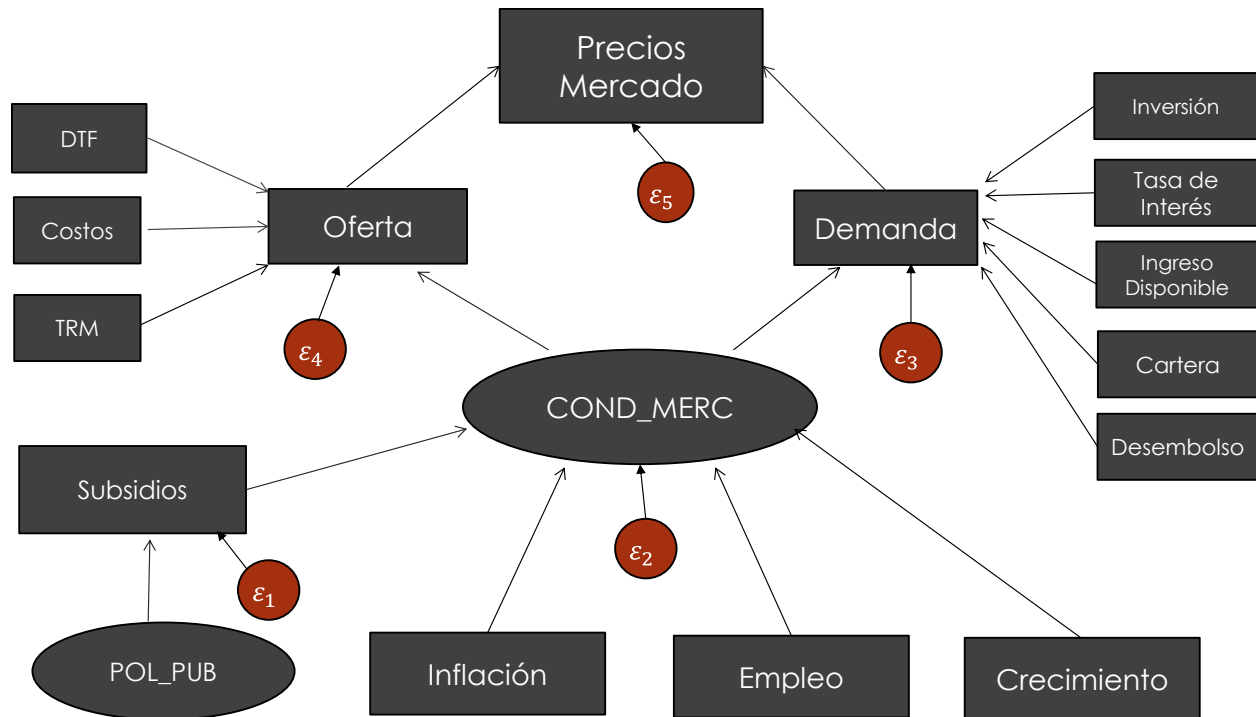 Precios
Mercado
DTF
Costos
TRM
Oferta
ε5
Demanda
Inversión
Tasa de
Interés
Ingreso
Disponible
Cartera
Desembolso
ε4
ε3
COND_MERC
Subsidios
ε2
ε1
POL_PUB
Inflación
Empleo
Crecimiento